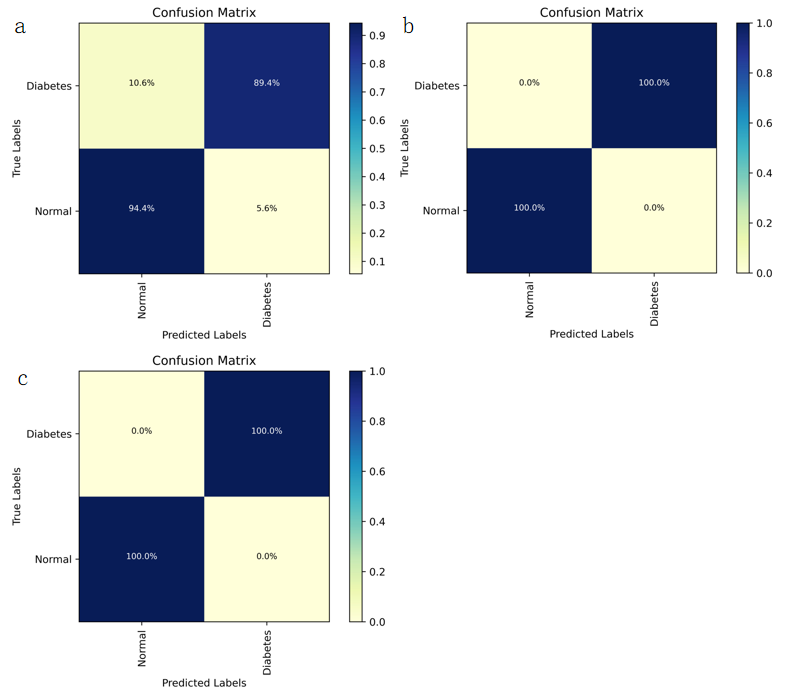 a
Confusion Matrix
Diabetes
10.6%
89.4%
Normal
94.4%
5.6%
True Labels
Normal
Diabetes
Predicted Labels
0.9
0.8
0.7
0.6
0.5
0.4
0.3
0.2
0.1
b
Confusion Matrix
Diabetes
0.0%
100.0%
Normal
100.0%
0.0%
True Labels
Normal
Diabetes
Predicted Labels
1.0
0.8
0.6
0.4
0.2
0.0
c
Confusion Matrix
Diabetes
0.0%
100.0%
Normal
100.0%
0.0%
True Labels
Normal
Diabetes
Predicted Labels
1.0
0.8
0.6
0.4
0.2
0.0